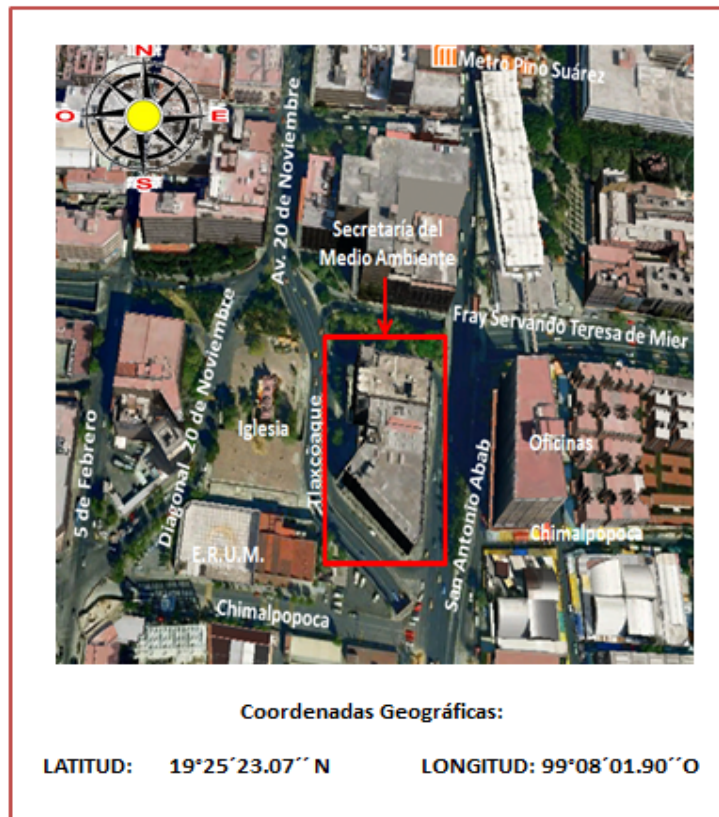 N
Metro Pino Suárez
O
E
S
Av. 20 de Noviembre
Secretaría del
Medio Ambiente
Fray Servando Teresa de Mier
Diagonal 20 de Noviembre
5 de Febrero
Iglesia
Tlaxcoaque
San Antonio Abab
Oficinas
Chimalpopoca
E.R.U.M.
Chimalpopoca
Coordenadas Geográficas:
LATITUD: 19°25´23.07´´ N LONGITUD: 99°08´01.90´´O